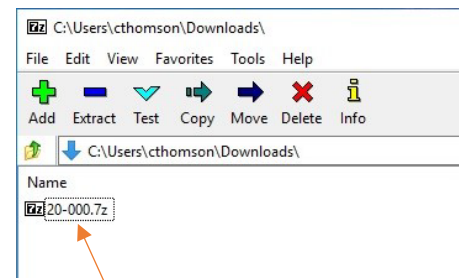 7z C:\Users\cthomson\Downloads\
File Edit View Favorites Tools Help
Add Extract Test Copy Move Delete Info
C:\Users\cthomson\Downloads\
Name
7z 20-000.7z